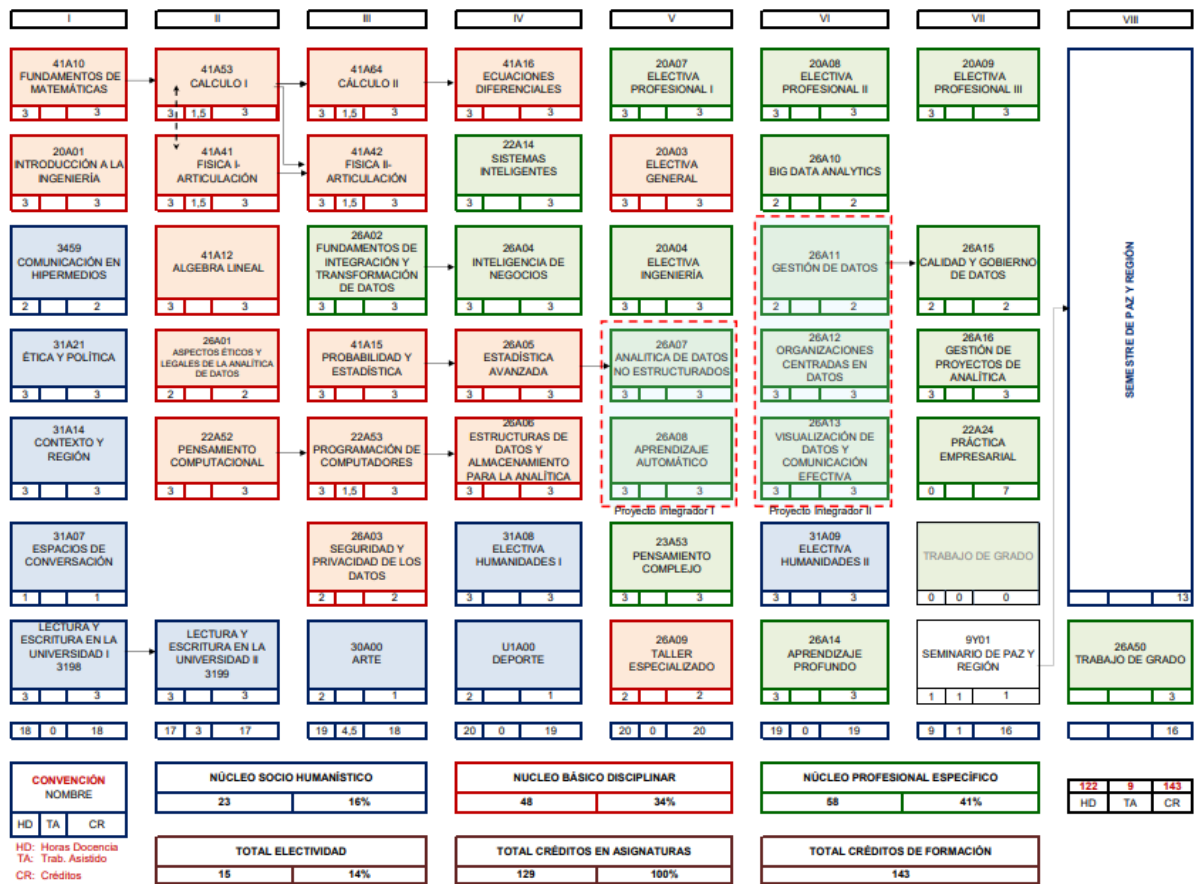 I
II
III
IV
V
VI
VII
VIII
41A10
FUNDAMENTOS DE
MATEMÁTICAS
3 3
41A53
CALCULO I
3 1,5 3
41A64
CÁLCULO II
3 1,5 3
41A16
ECUACIONES
DIFERENCIALES
3 3
20A07
ELECTIVA
PROFESIONAL I
3 3
20A08
ELECTIVA
PROFESIONAL II
3 3
20A09
ELECTIVA
PROFESIONAL III
3 3
20A01
INTRODUCCIÓN A LA
INGENIERÍA
3 3
41A41
FISICA I-
ARTICULACIÓN
3 1,5 3
41A42
FISICA II-
ARTICULACIÓN
3 1,5 3
22A14
SISTEMAS
INTELIGENTES
3 3
20A03
ELECTIVA
GENERAL
3 3
26A10
BIG DATA ANALYTICS
2 2
3459
COMUNICACIÓN EN
HIPERMEDIOS
2 2
41A12
ALGEBRA LINEAL
3 3
26A02
FUNDAMENTOS DE
INTEGRACIÓN Y
TRANSFORMACIÓN
DE DATOS
3 3
26A04
INTELIGENCIA DE
NEGOCIOS
3 3
20A04
ELECTIVA
INGENIERÍA
3 3
26A11
GESTIÓN DE DATOS
2 2
26A15
CALIDAD Y GOBIERNO
DE DATOS
2 2
SEMESTRE DE PAZ Y REGIÓN
13
31A21
ÉTICA Y POLÍTICA
3 3
26A01
ASPECTOS ÉTICOS Y
LEGALES DE LA ANALÍTICA
DE DATOS
2 2
41A15
PROBABILIDAD Y
ESTADÍSTICA
3 3
26A05
ESTADÍSTICA
AVANZADA
3 3
26A07
ANALITICA DE DATOS
NO ESTRUCTURADOS
3 3
26A12
ORGANIZACIONES
CENTRADAS EN
DATOS
3 3
26A16
GESTIÓN DE
PROYECTOS DE
ANALÍTICA
3 3
31A14
CONTEXTO Y
REGIÓN
3 3
22A52
PENSAMIENTO
COMPUTACIONAL
3 3
22A53
PROGRAMACIÓN DE
COMPUTADORES
3 1,5 3
26A06
ESTRUCTURAS DE
DATOS Y
ALMACENAMIENTO
PARA LA ANALÍTICA
3 3
26A08
APRENDIZAJE
AUTOMÁTICO
3 3
Proyecto Integrador I
26A13
VISUALIZACIÓN DE
DATOS Y
COMUNICACIÓN
EFECTIVA
3 3
Proyecto Integrador II
22A24
PRÁCTICA
EMPRESARIAL
0 7
31A07
ESPACIOS DE
CONVERSACIÓN
1 1
26A03
SEGURIDAD Y
PRIVACIDAD DE LOS
DATOS
2 2
31A08
ELECTIVA
HUMANIDADES I
3 3
23A53
PENSAMIENTO
COMPLEJO
3 3
31A09
ELECTIVA
HUMANIDADES II
3 3
TRABAJO DE GRADO
0 0 0
LECTURA Y
ESCRITURA EN LA
UNIVERSIDAD I
3198
3 3
LECTURA Y
ESCRITURA EN LA
UNIVERSIDAD II
3199
3 3
30A00
ARTE
2 1
U1A00
DEPORTE
2 1
26A09
TALLER
ESPECIALIZADO
2 2
26A14
APRENDIZAJE
PROFUNDO
3 3
9Y01
SEMINARIO DE PAZ Y
REGIÓN
1 1 1
26A50
TRABAJO DE GRADO
3
18 0 18
17 3 17
19 4,5 18
20 0 19
20 0 20
19 0 19
9 1 16
16
CONVENCIÓN
NOMBRE
HD TA CR
HD: Horas Docencia
TA: Trab. Asistido
CR: Créditos
NÚCLEO SOCIO HUMANÍSTICO
23 16%
NUCLEO BÁSICO DISCIPLINAR
48 34%
NÚCLEO PROFESIONAL ESPECÍFICO
58 41%
122 9 143
HD TA CR
TOTAL ELECTIVIDAD
15 14%
TOTAL CRÉDITOS EN ASIGNATURAS
129 100%
TOTAL CRÉDITOS DE FORMACIÓN
143